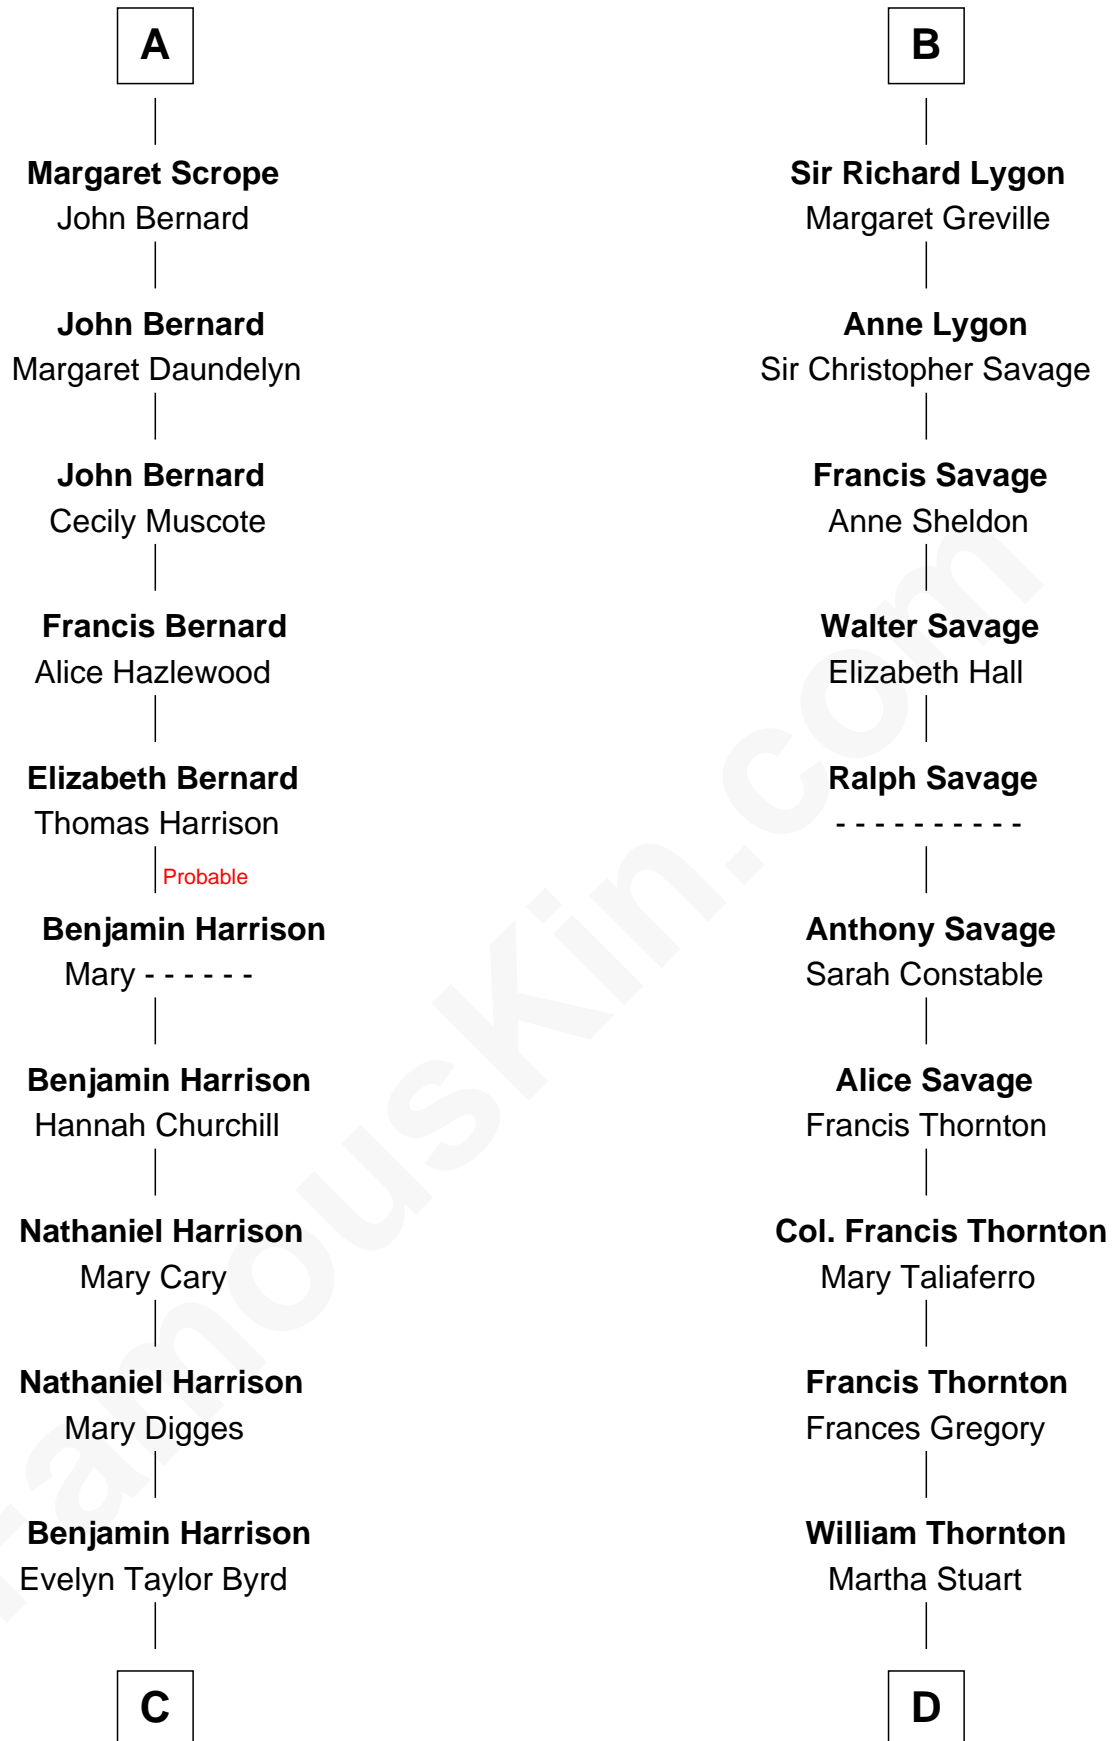 A
Margaret Scrope
John Bernard
John Bernard
Margaret Daundelyn
John Bernard
Cecily Muscote
Francis Bernard
Alice Hazlewood
Elizabeth Bernard
Thomas Harrison
Probable
Benjamin Harrison
Mary - - - - - -
Benjamin Harrison
Hannah Churchill
Nathaniel Harrison
Mary Cary
Nathaniel Harrison
Mary Digges
Benjamin Harrison
Evelyn Taylor Byrd
C
B
Sir Richard Lygon
Margaret Greville
Anne Lygon
Sir Christopher Savage
Francis Savage
Anne Sheldon
Walter Savage
Elizabeth Hall
Ralph Savage
- - - - - - - - - -
Anthony Savage
Sarah Constable
Alice Savage
Francis Thornton
Col. Francis Thornton
Mary Taliaferro
Francis Thornton
Frances Gregory
William Thornton
Martha Stuart
D
FamousKin.com